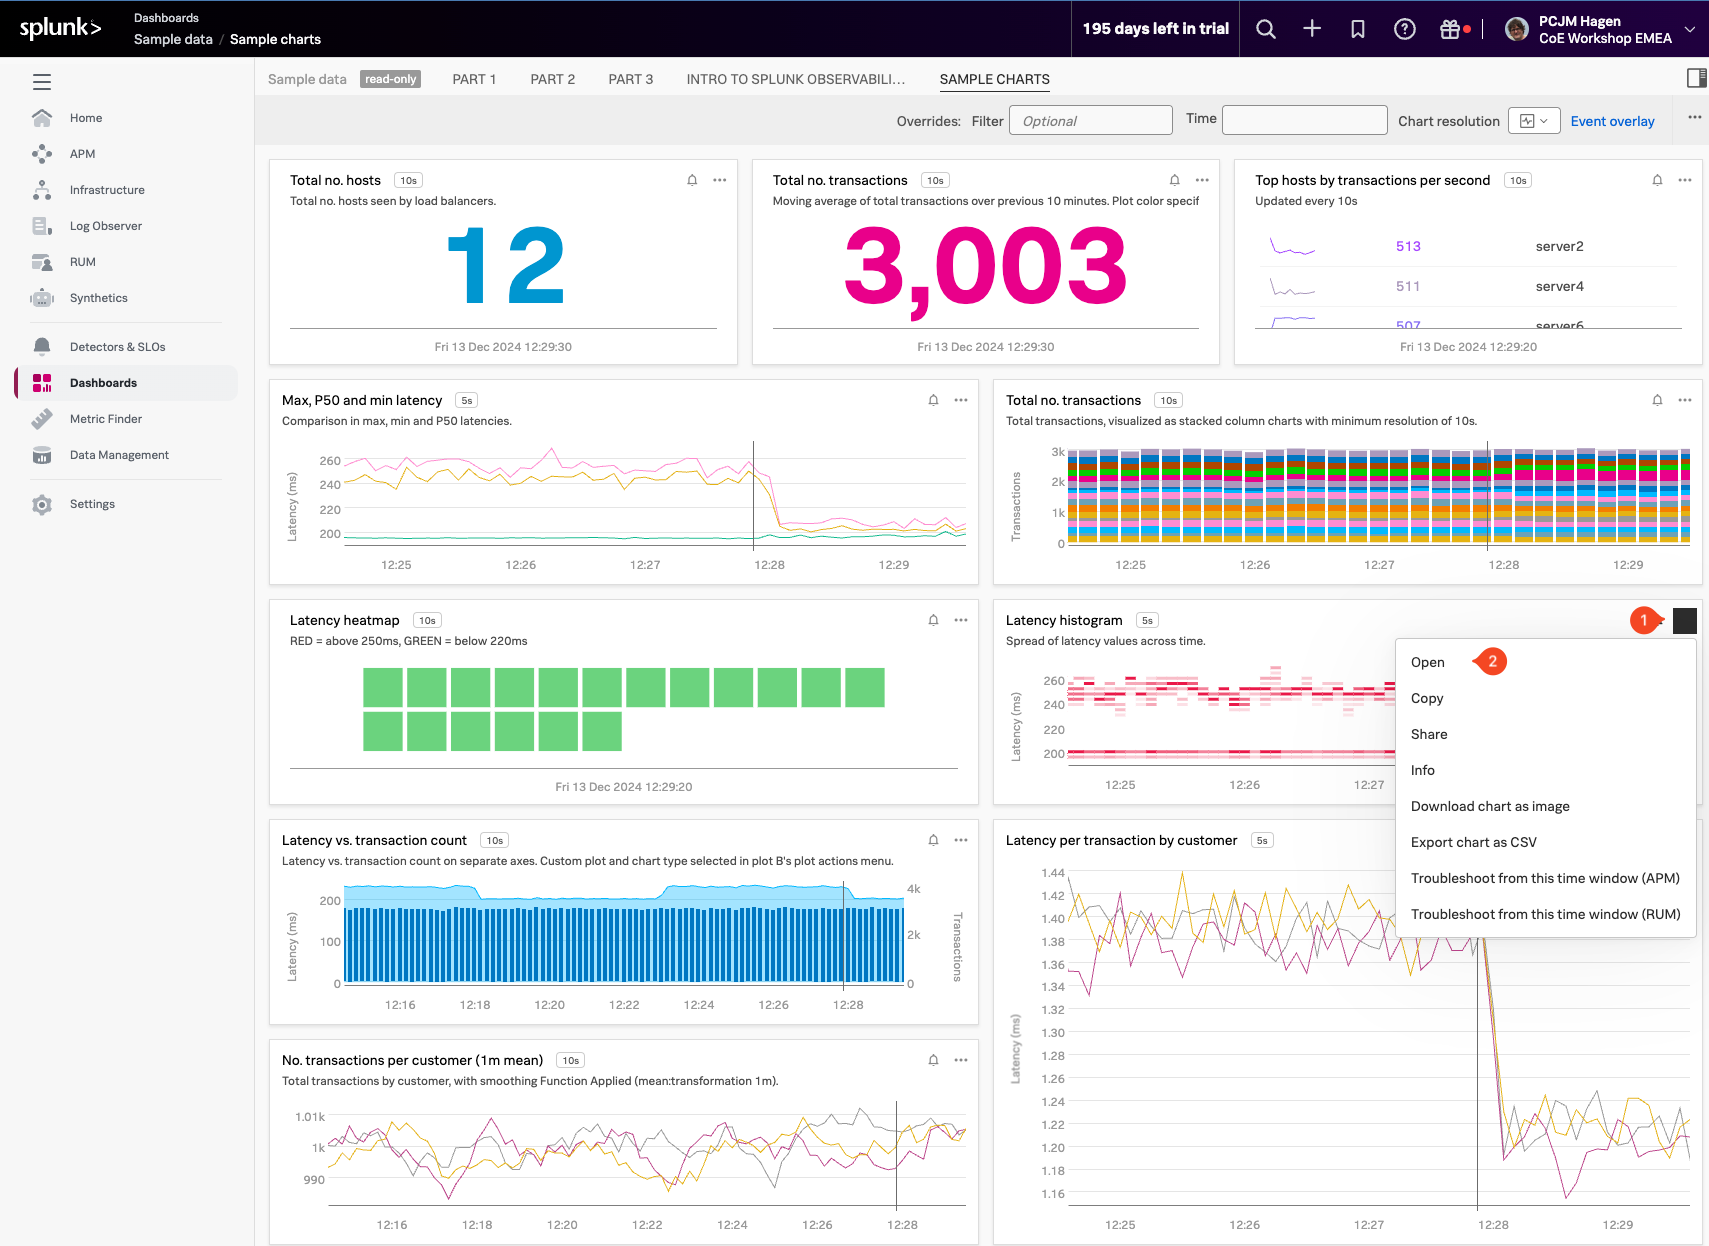 splunk>
Dashboards
Sample data / Sample charts
195 days left in trial
PCJM Hagen
CoE Workshop EMEA
Home
APM
Infrastructure
Log Observer
RUM
Synthetics
Detectors & SLOs
Dashboards
Metric Finder
Data Management
Settings
Sample data read-only PART 1 PART 2 PART 3 INTRO TO SPLUNK OBSERVABILI... SAMPLE CHARTS
Overrides: Filter Optional Time Chart resolution Event overlay
Total no. hosts 10s
Total no. hosts seen by load balancers.
12
Fri 13 Dec 2024 12:29:30
Total no. transactions 10s
Moving average of total transactions over previous 10 minutes. Plot color specif
3,003
Fri 13 Dec 2024 12:29:30
Top hosts by transactions per second 10s
Updated every 10s
513 server2
511 server4
507 server6
Fri 13 Dec 2024 12:29:20
Max, P50 and min latency 5s
Comparison in max, min and P50 latencies.
Latency (ms)
260
240
220
200
12:25 12:26 12:27 12:28 12:29
Total no. transactions 10s
Total transactions, visualized as stacked column charts with minimum resolution of 10s.
Transactions
3k
2k
1k
0
12:25 12:26 12:27 12:28 12:29
Latency heatmap 10s
RED = above 250ms, GREEN = below 220ms
Fri 13 Dec 2024 12:29:20
Latency histogram 5s
Spread of latency values across time.
Latency (ms)
260
240
220
200
12:25 12:26 12:27
1
Open
2
Copy
Share
Info
Download chart as image
Export chart as CSV
Troubleshoot from this time window (APM)
Troubleshoot from this time window (RUM)
Latency vs. transaction count 10s
Latency vs. transaction count on separate axes. Custom plot and chart type selected in plot B's plot actions menu.
Latency (ms)
200
100
0
4k
2k
0
Transactions
12:16 12:18 12:20 12:22 12:24 12:26 12:28
Latency per transaction by customer 5s
Latency (ms)
1.44
1.42
1.40
1.38
1.36
1.34
1.32
1.30
1.28
1.26
1.24
1.22
1.20
1.18
1.16
12:25 12:26 12:27 12:28 12:29
No. transactions per customer (1m mean) 10s
Total transactions by customer, with smoothing Function Applied (mean:transformation 1m).
1.01k
1k
990
12:16 12:18 12:20 12:22 12:24 12:26 12:28